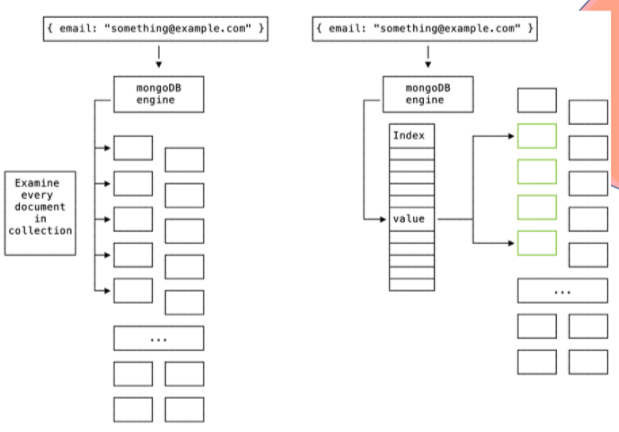 { email: "something@example.com" }
mongoDB
engine
Examine
every
document
in
collection
...
{ email: "something@example.com" }
mongoDB
engine
Index
value
...